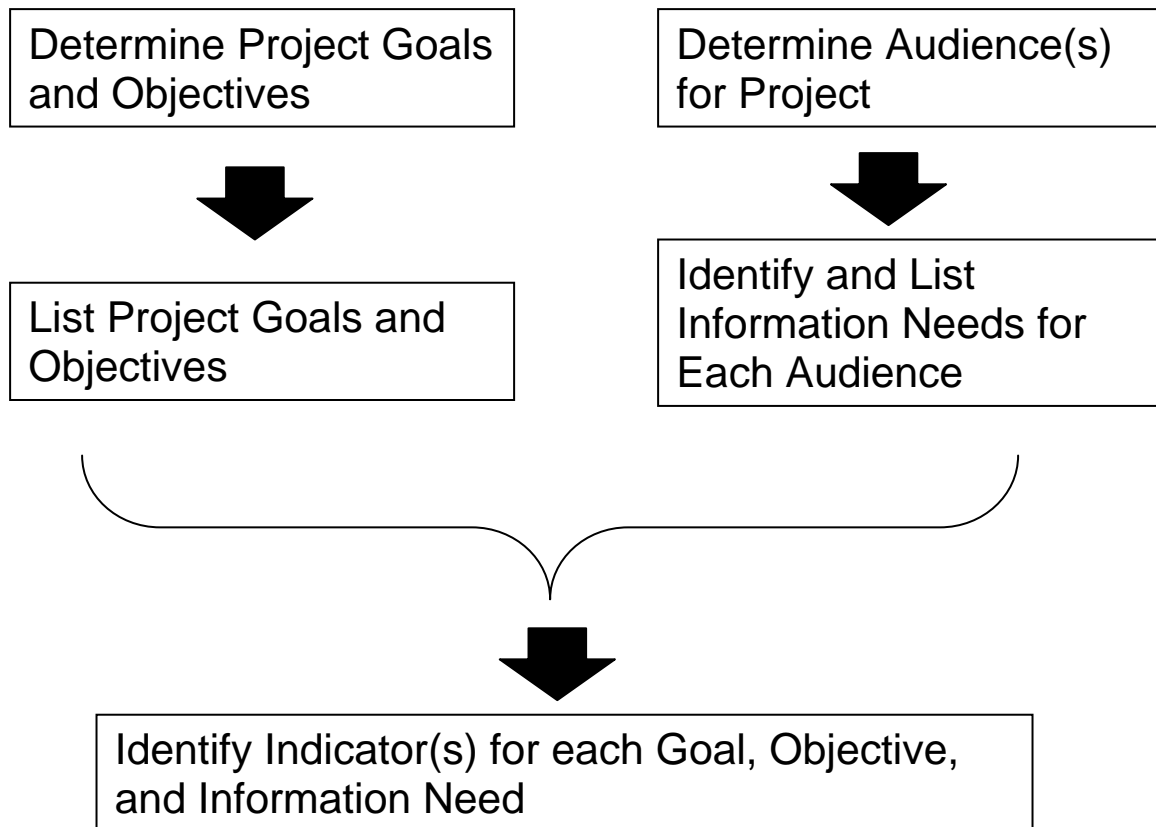 Determine Project Goals
and Objectives
Determine Audience(s)
for Project
List Project Goals and
Objectives
Identify and List
Information Needs for
Each Audience
Identify Indicator(s) for each Goal, Objective,
and Information Need